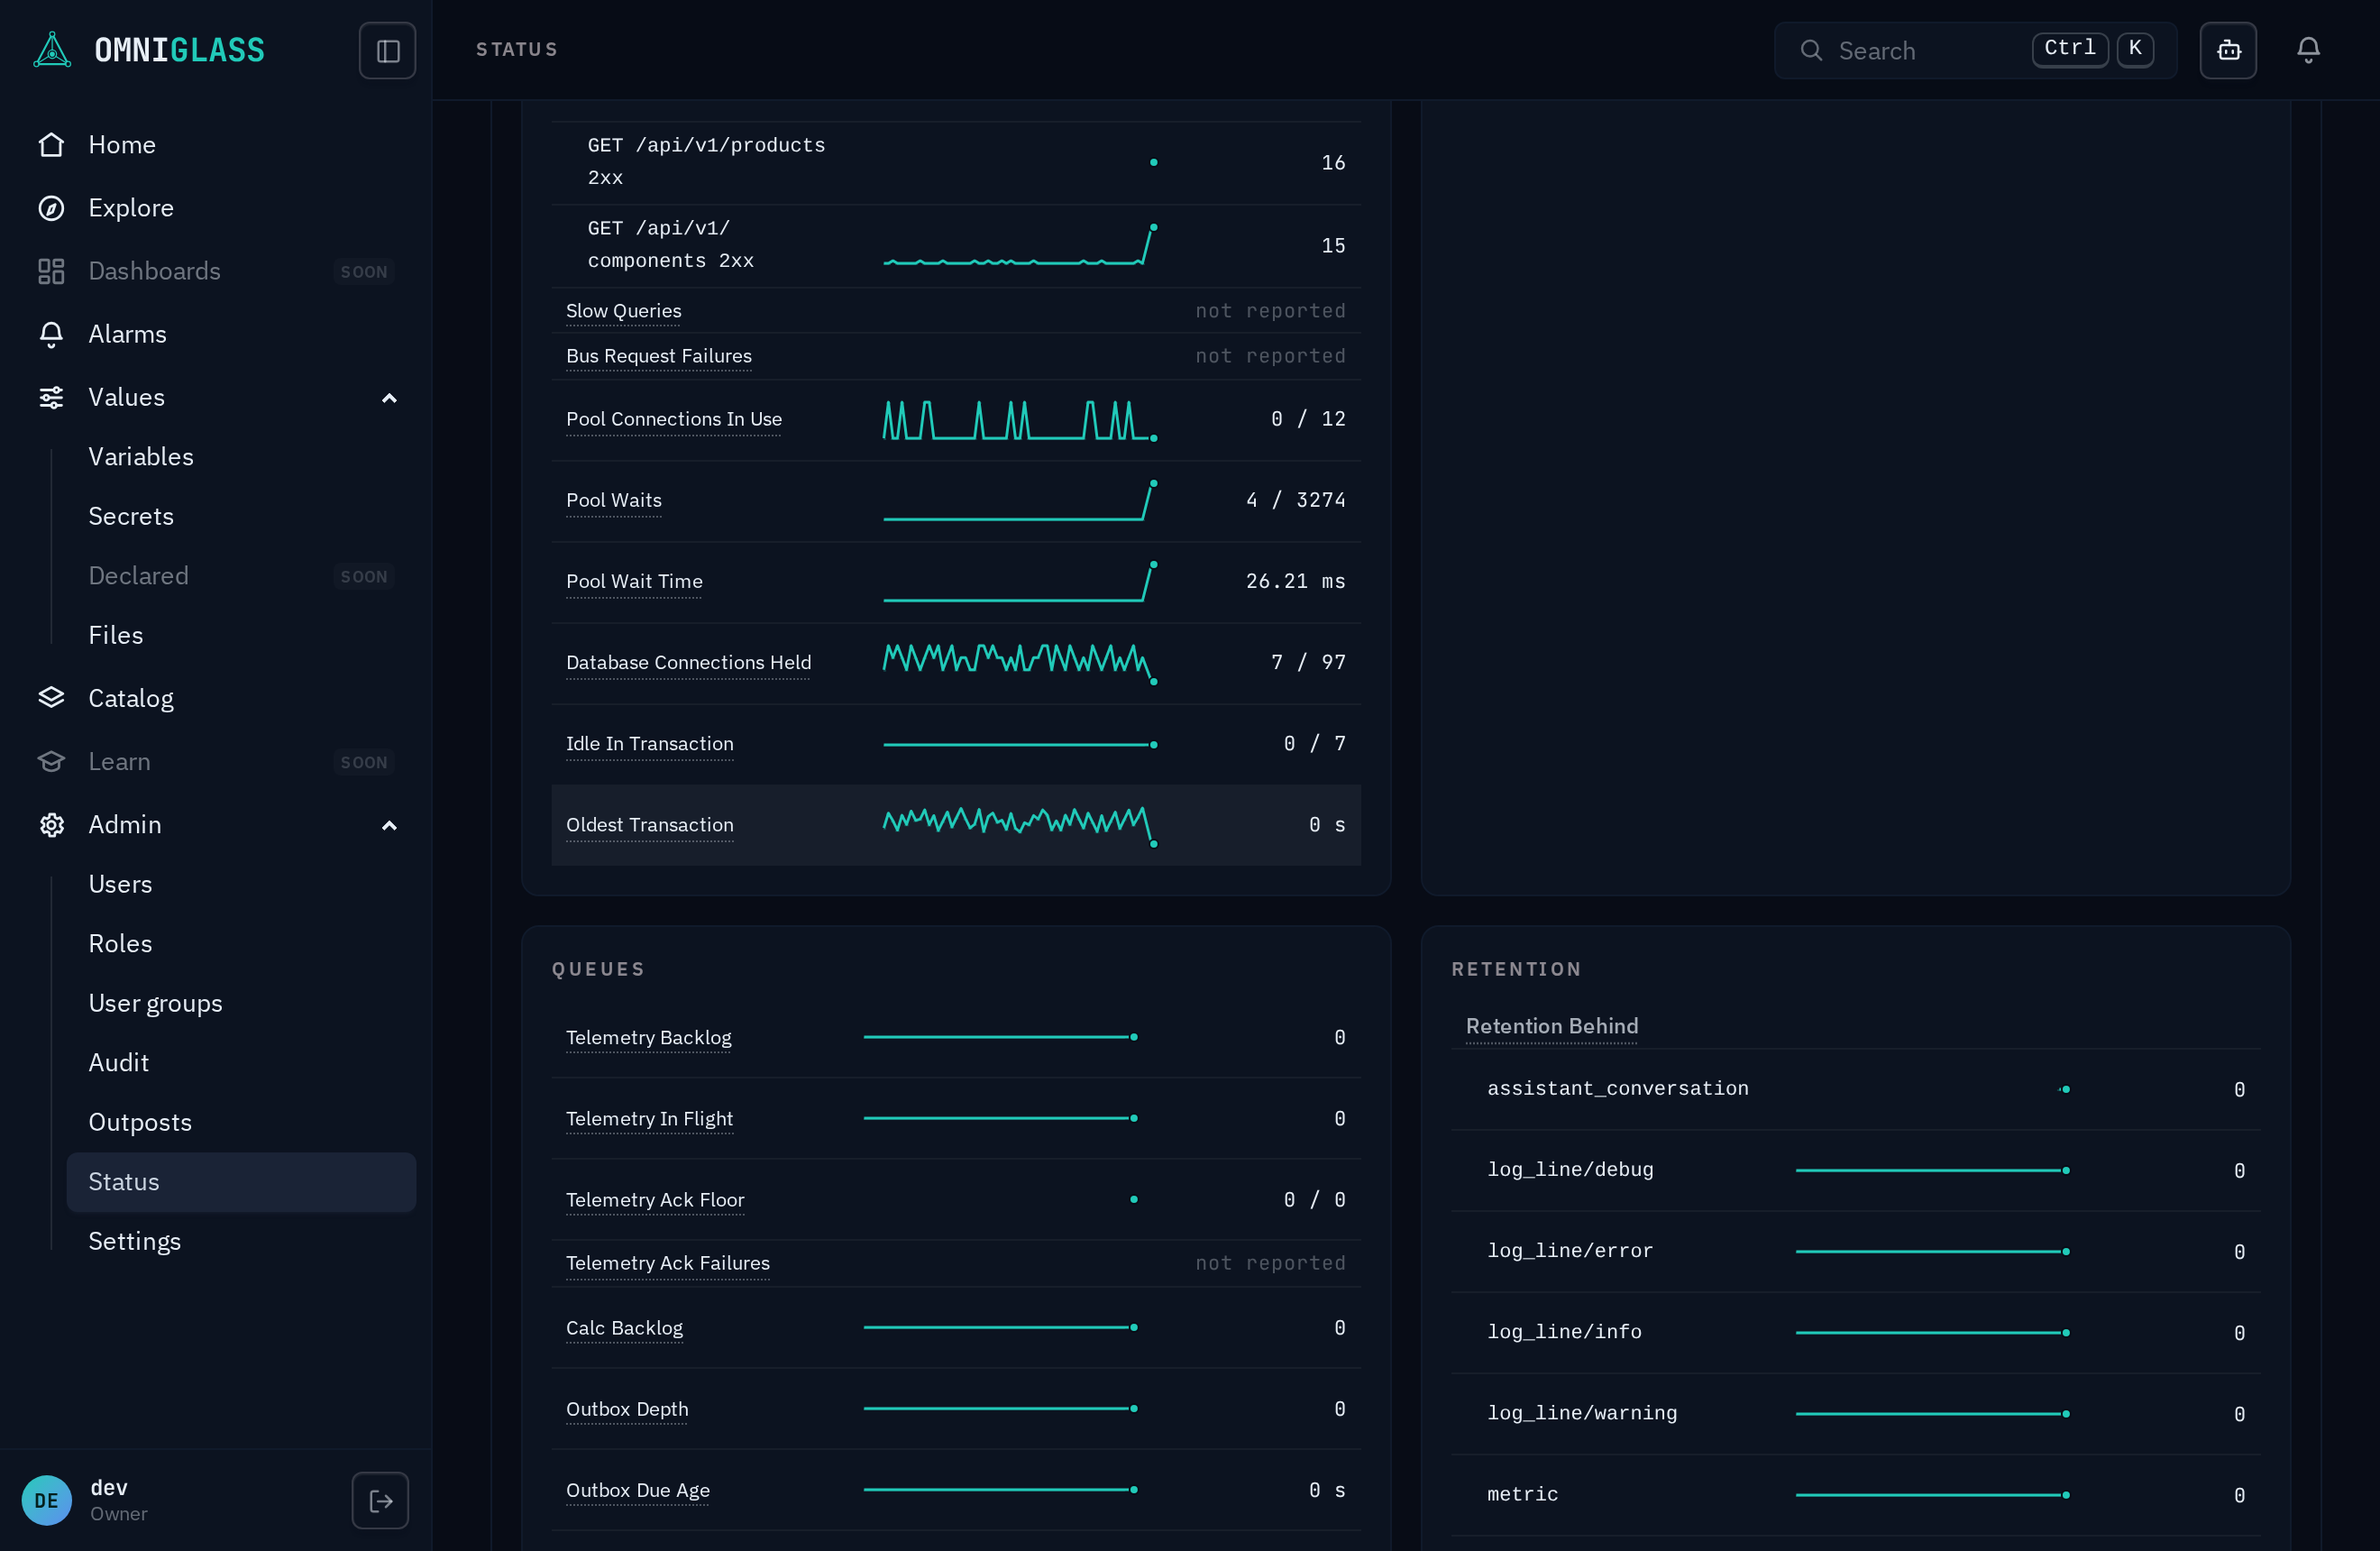 OMNIGLASS
Home
Explore
Dashboards SOON
Alarms
Values
Variables
Secrets
Declared SOON
Files
Catalog
Learn SOON
Admin
Users
Roles
User groups
Audit
Outposts
Status
Settings
DE
dev
Owner
STATUS
Search Ctrl K
GET /api/v1/products
2xx
16
GET /api/v1/
components 2xx
15
Slow Queries not reported
Bus Request Failures not reported
Pool Connections In Use 0 / 12
Pool Waits 4 / 3274
Pool Wait Time 26.21 ms
Database Connections Held 7 / 97
Idle In Transaction 0 / 7
Oldest Transaction 0 s
QUEUES
Telemetry Backlog 0
Telemetry In Flight 0
Telemetry Ack Floor 0 / 0
Telemetry Ack Failures not reported
Calc Backlog 0
Outbox Depth 0
Outbox Due Age 0 s
RETENTION
Retention Behind
assistant_conversation 0
log_line/debug 0
log_line/error 0
log_line/info 0
log_line/warning 0
metric 0